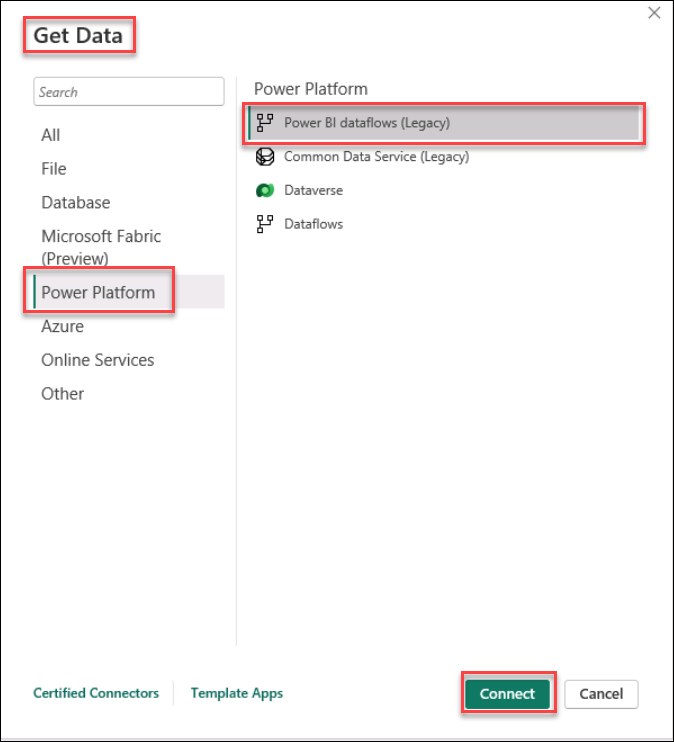 Get Data
Search
All
File
Database
Microsoft Fabric
(Preview)
Power Platform
Azure
Online Services
Other
Power Platform
Power BI dataflows (Legacy)
Common Data Service (Legacy)
Dataverse
Dataflows
Certified Connectors
Template Apps
Connect
Cancel